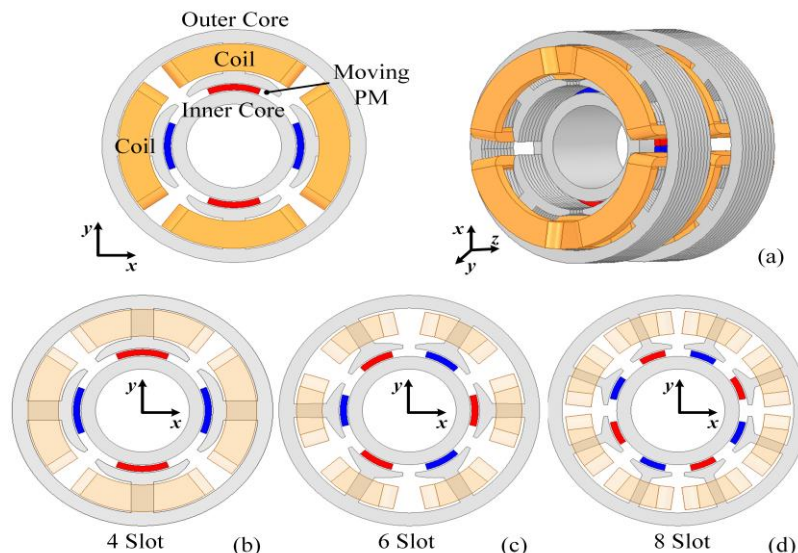 Outer Core
Coil
Moving
PM
Inner Core
Coil
y
x
x
z
y
(a)
y
x
y
x
y
x
4 Slot
(b)
6 Slot
(c)
8 Slot
(d)